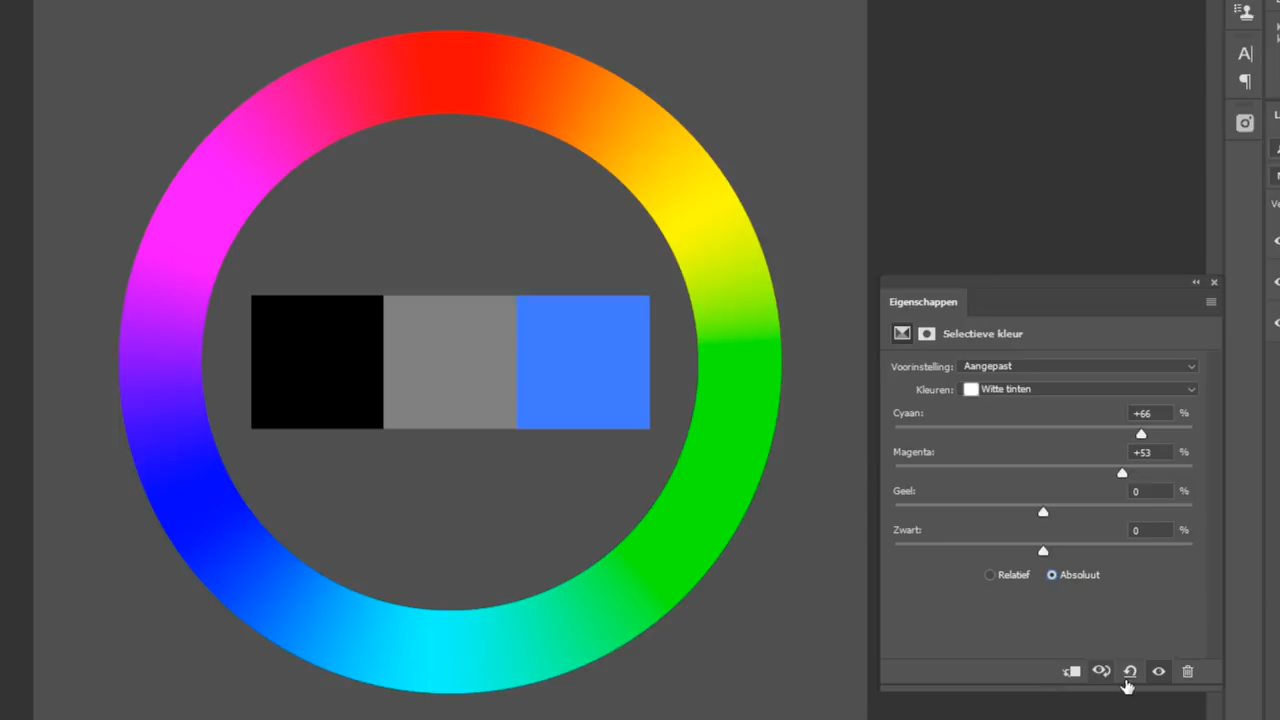 Eigenschappen
Selectieve kleur
Voorinstelling: Aangepast
Kleuren: Witte tinten
Cyaan: +66 %
Magenta: +53 %
Geel: 0 %
Zwart: 0 %
Relatief Absoluut